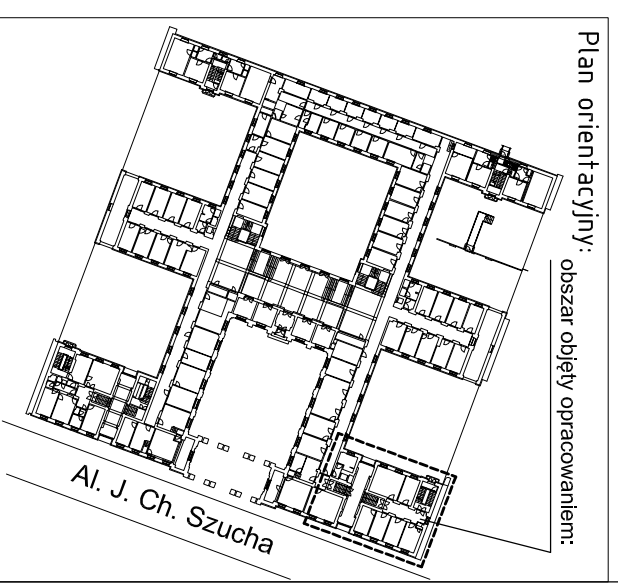 Plan orientacyjny:
obszar objęty opracowaniem:
Al. J. Ch. Szucha